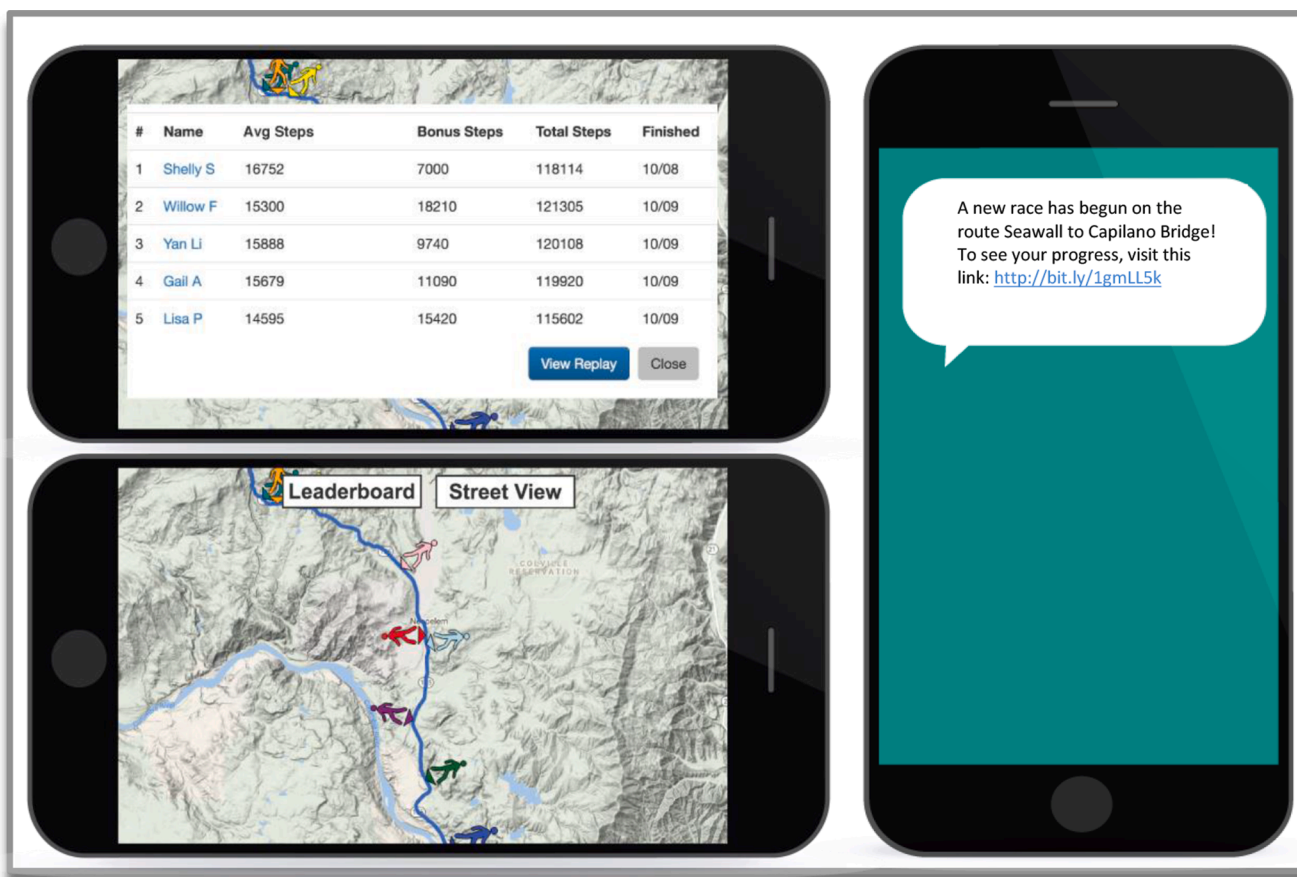 # Name Avg Steps Bonus Steps Total Steps Finished
1 Shelly S 16752 7000 118114 10/08
2 Willow F 15300 18210 121305 10/09
3 Yan Li 15888 9740 120108 10/09
4 Gail A 15679 11090 119920 10/09
5 Lisa P 14595 15420 115602 10/09
View Replay Close
Leaderboard Street View
COLVILLE
RESERVATION
Nespelem
A new race has begun on the
route Seawall to Capilano Bridge!
To see your progress, visit this
link: http://bit.ly/1gmLL5k